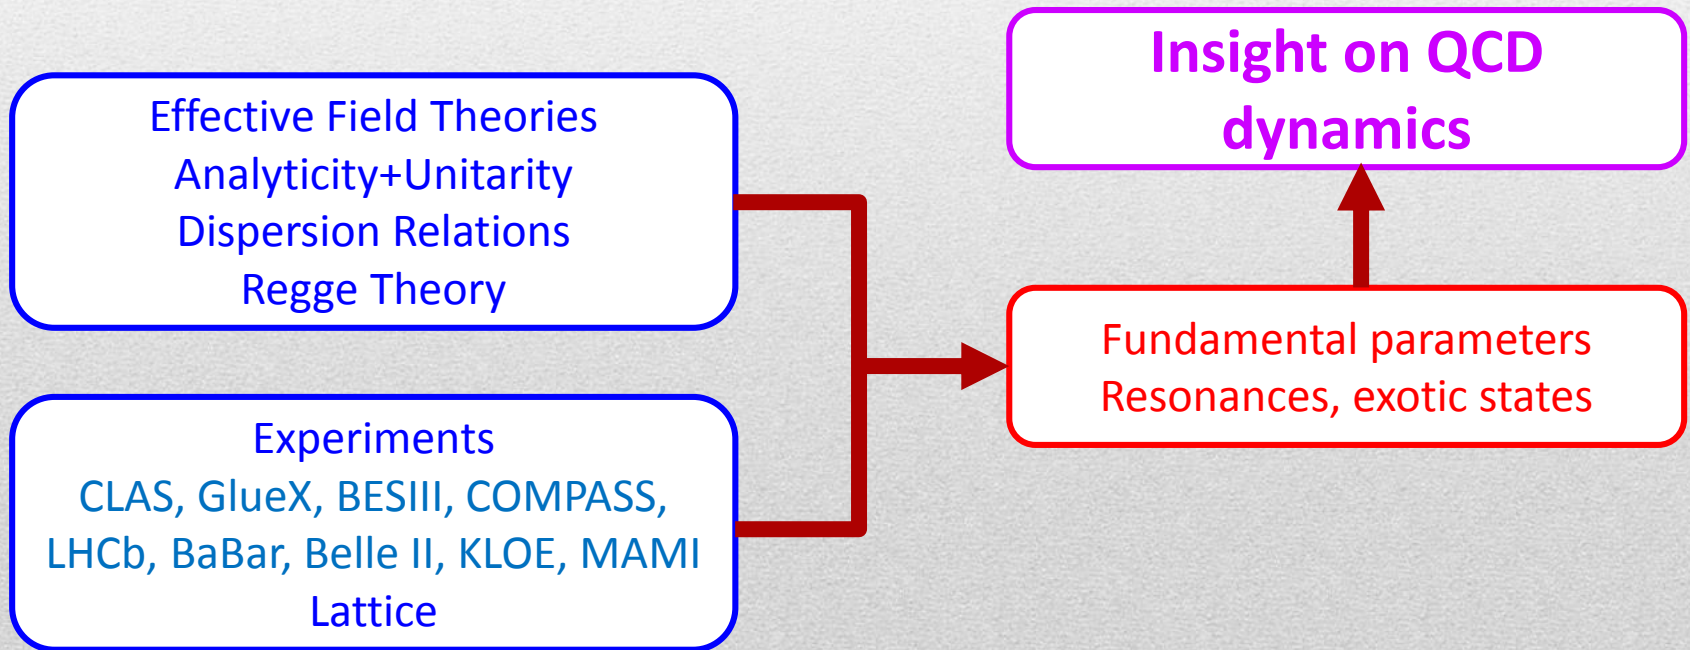 Effective Field Theories
Analyticity+Unitarity
Dispersion Relations
Regge Theory
Experiments
CLAS, GlueX, BESIII, COMPASS,
LHCb, BaBar, Belle II, KLOE, MAMI
Lattice
Insight on QCD
dynamics
Fundamental parameters
Resonances, exotic states